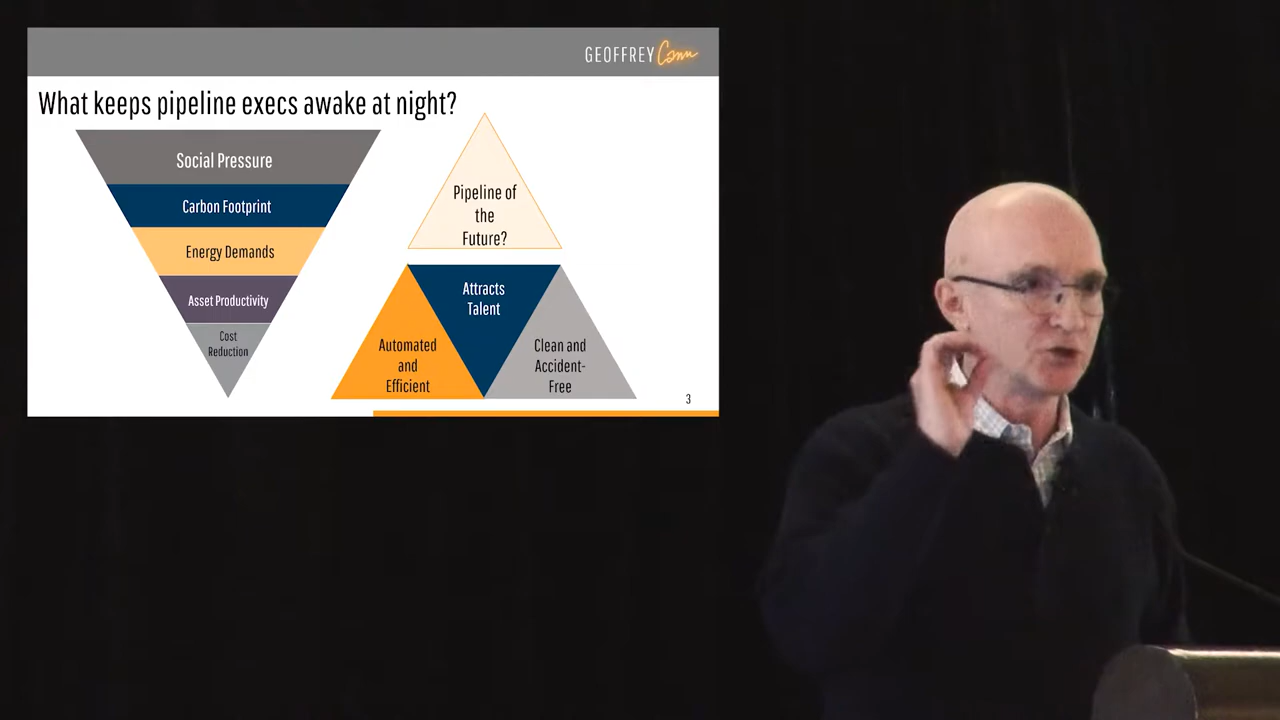 GEOFFREY Cann
What keeps pipeline execs awake at night?
Social Pressure
Carbon Footprint
Energy Demands
Asset Productivity
Cost
Reduction
Pipeline of
the
Future?
Attracts
Talent
Automated
and
Efficient
Clean and
Accident-
Free
3